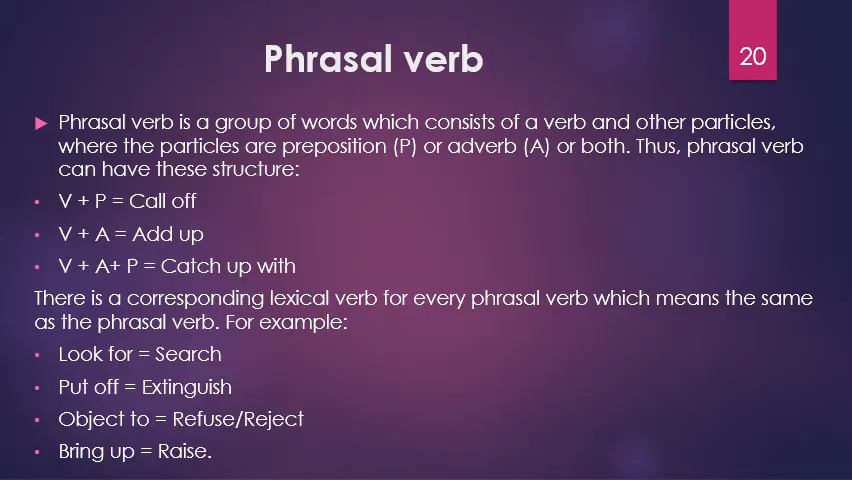 Phrasal verb
20
Phrasal verb is a group of words which consists of a verb and other particles,
where the particles are preposition (P) or adverb (A) or both. Thus, phrasal verb
can have these structure:
V + P = Call off
V + A = Add up
V + A+ P = Catch up with
There is a corresponding lexical verb for every phrasal verb which means the same
as the phrasal verb. For example:
Look for = Search
Put off = Extinguish
Object to = Refuse/Reject
Bring up = Raise.